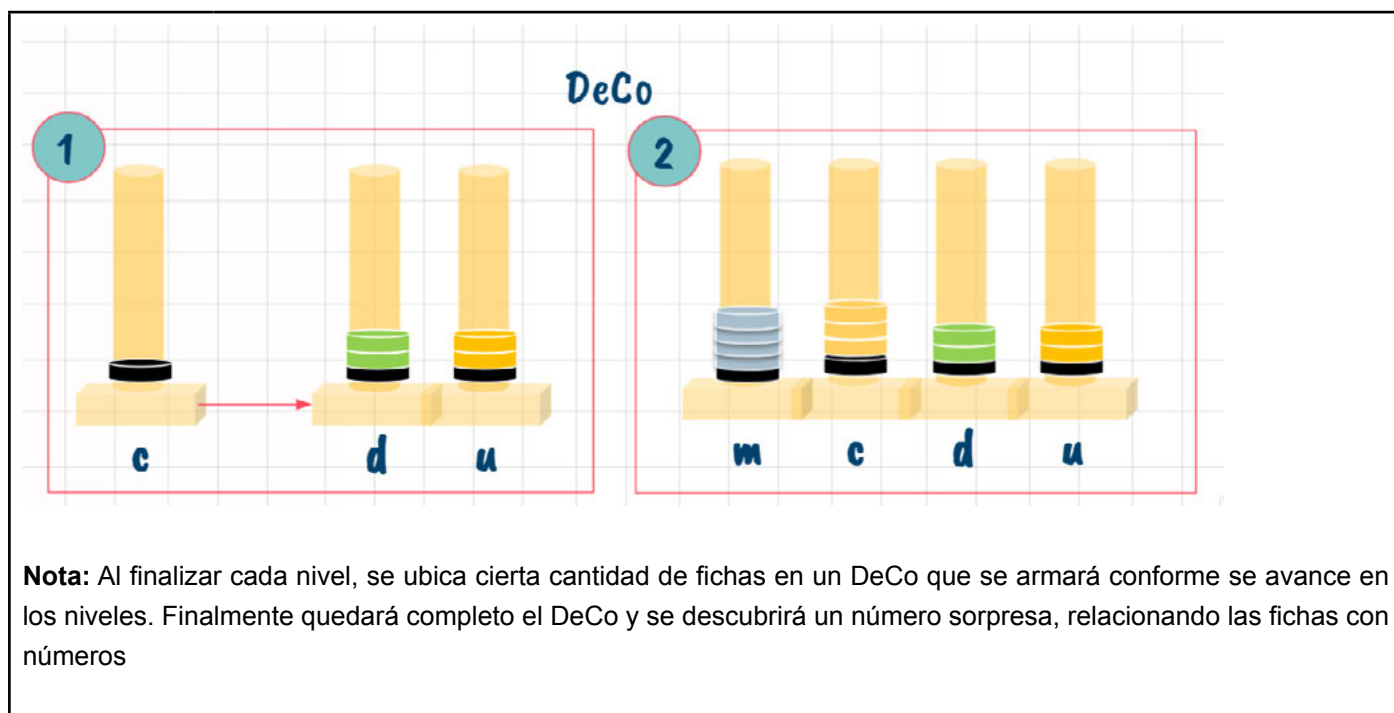 DeCo
1
c d u
2
m c d u
Nota: Al finalizar cada nivel, se ubica cierta cantidad de fichas en un DeCo que se armará conforme se avance en
los niveles. Finalmente quedará completo el DeCo y se descubrirá un número sorpresa, relacionando las fichas con
números